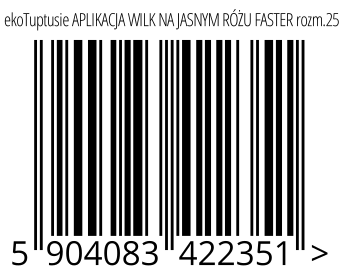 ekoTuptusie APLIKACJA WILK NA JASNYM RÓŻU FASTER rozm.25
5 904083 422351 >